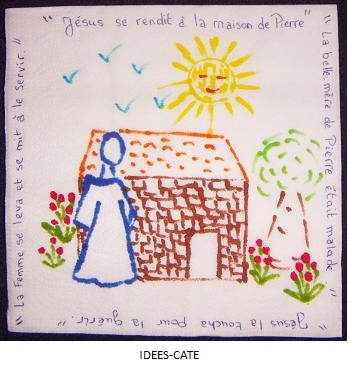 " Jésus se rendit à la maison de Pierre "
" La belle-mère de Pierre était malade "
" Jésus la toucha pour la guérir. "
" La Femme se leva et se mit à le servir. "
IDEES-CATE